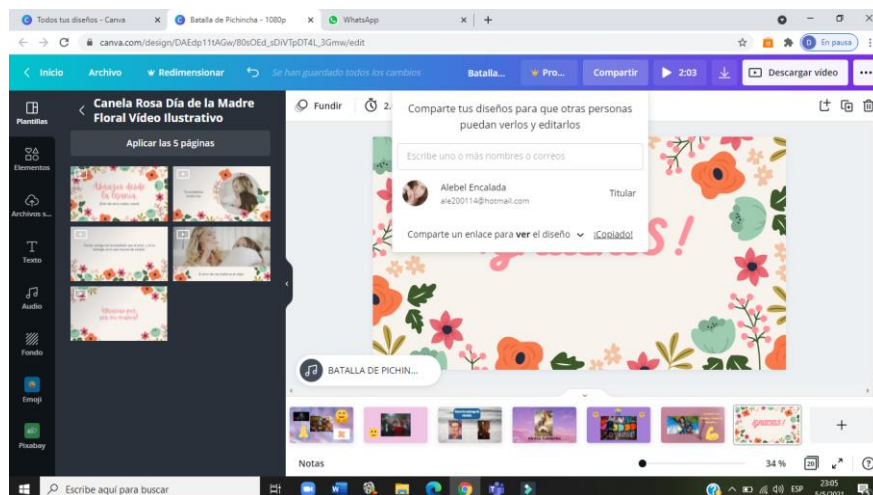 Todos tus diseños - Canva
Batalla de Pichincha - 1080p
WhatsApp
canva.com/design/DAEdp11tAGw/80sOEd_sDiVTpDT4L_3Gmw/edit
En pausa
Inicio
Archivo
Redimensionar
Se han guardado todos los cambios
Batalla...
Pro...
Compartir
2:03
Descargar vídeo
Plantillas
Canela Rosa Día de la Madre
Floral Vídeo Ilustrativo
Fundir
Comparte tus diseños para que otras personas
puedan verlos y editarlos
Aplicar las 5 páginas
Elementos
Escribe uno o más nombres o correos
Alebel Encalada
Titular
ale200114@hotmail.com
Archivos s...
Comparte un enlace para ver el diseño
¡Copiado!
Texto
Audio
Fondo
BATALLA DE PICHIN...
Emoji
Pixabay
Notas
34 %
20
Escribe aquí para buscar
ESP
23:05
5/5/2021